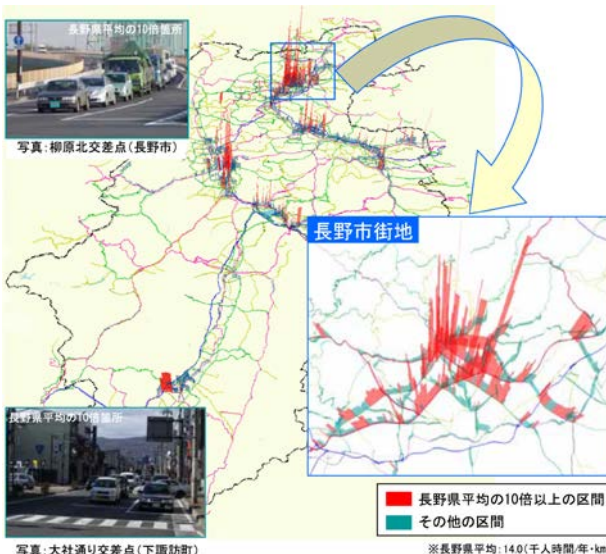 長野県平均の10倍箇所
写真：柳原北交差点(長野市)
長野市街地
長野県平均の10倍箇所
写真：大社通り交差点(下諏訪町)
長野県平均の10倍以上の区間
その他の区間
※長野県平均：14.0(千人時間/年・km)